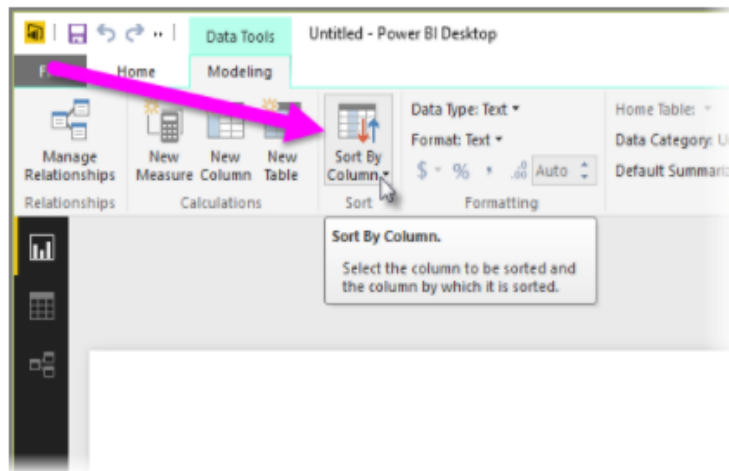 Data Tools
Untitled - Power BI Desktop
Home
Modeling
Manage
Relationships
New
Measure
New
Column
New
Table
Sort By
Column
Data Type: Text
Format: Text
$ % , .00 Auto
Home Table:
Data Category:
Default
Relationships
Calculations
Sort
Formatting
Sort By Column.
Select the column to be sorted and
the column by which it is sorted.